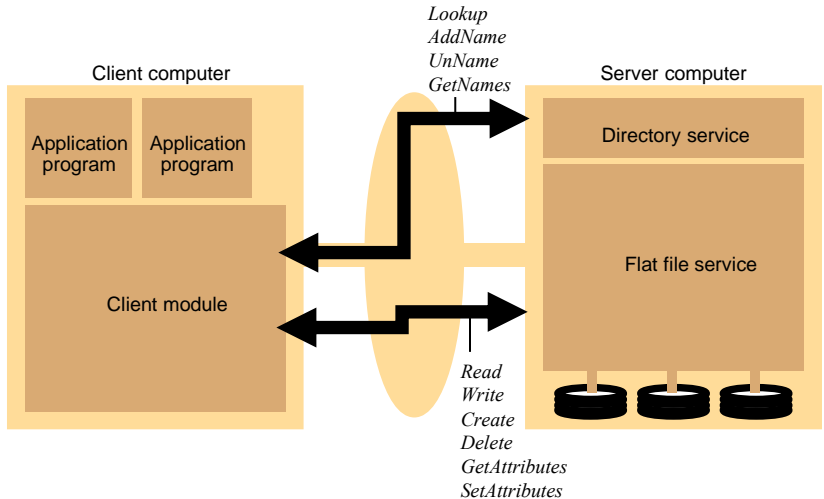 Lookup
AddName
UnName
GetNames
Client computer
Server computer
Application
program
Application
program
Directory service
Client module
Flat file service
Read
Write
Create
Delete
GetAttributes
SetAttributes